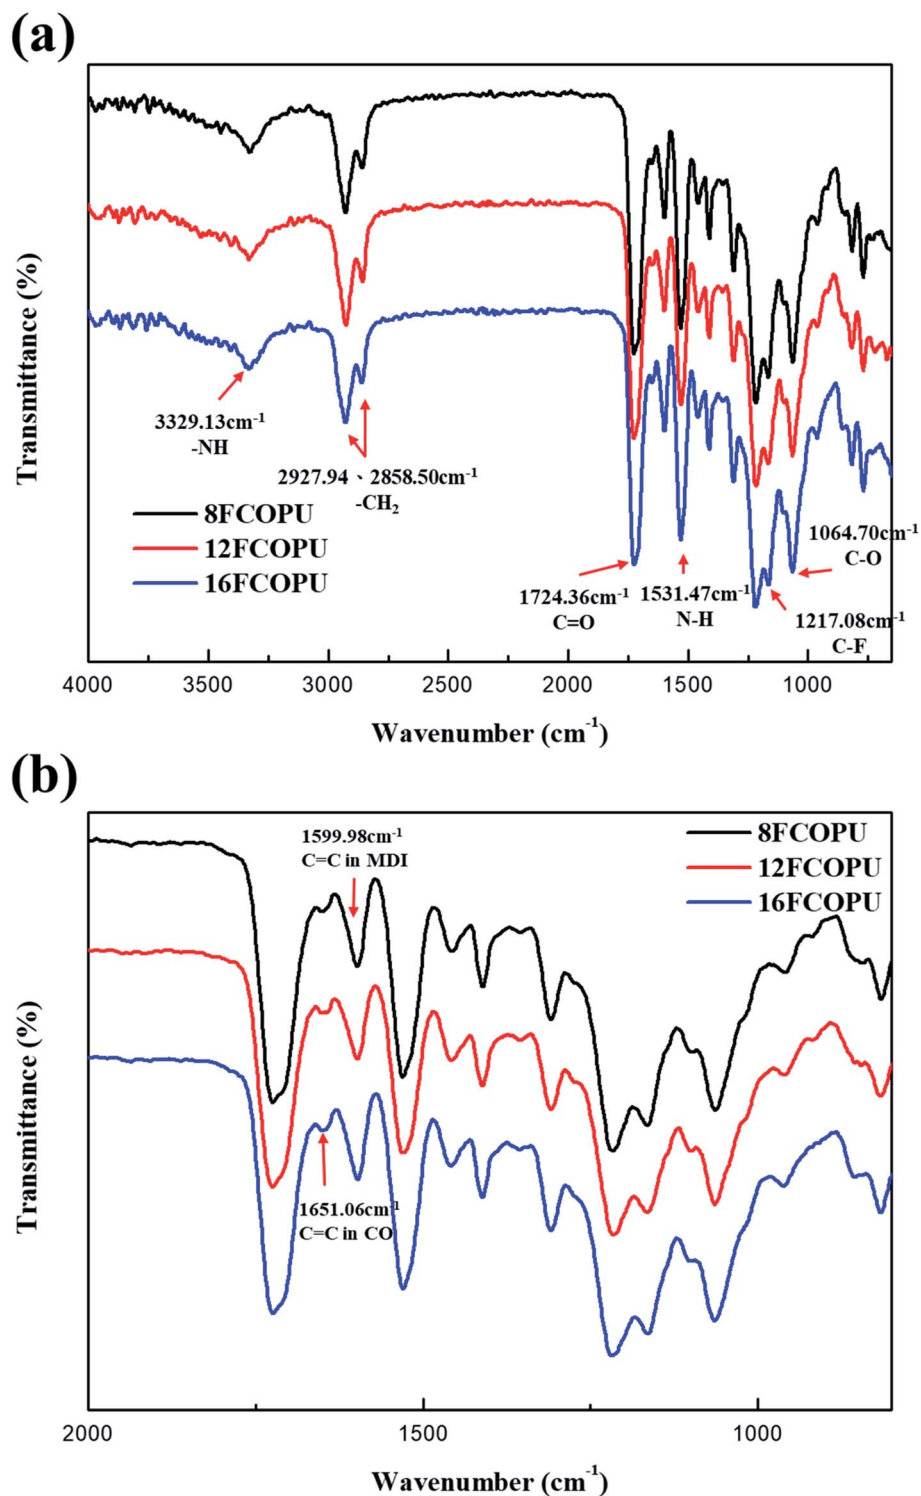 (a)
Transmittance (%)
3329.13cm⁻¹
-NH
2927.94、2858.50cm⁻¹
-CH₂
8FCOPU
12FCOPU
16FCOPU
1724.36cm⁻¹
C=O
1531.47cm⁻¹
N-H
1064.70cm⁻¹
C-O
1217.08cm⁻¹
C-F
4000 3500 3000 2500 2000 1500 1000
Wavenumber (cm⁻¹)
(b)
Transmittance (%)
1599.98cm⁻¹
C=C in MDI
8FCOPU
12FCOPU
16FCOPU
1651.06cm⁻¹
C=C in CO
2000 1500 1000
Wavenumber (cm⁻¹)